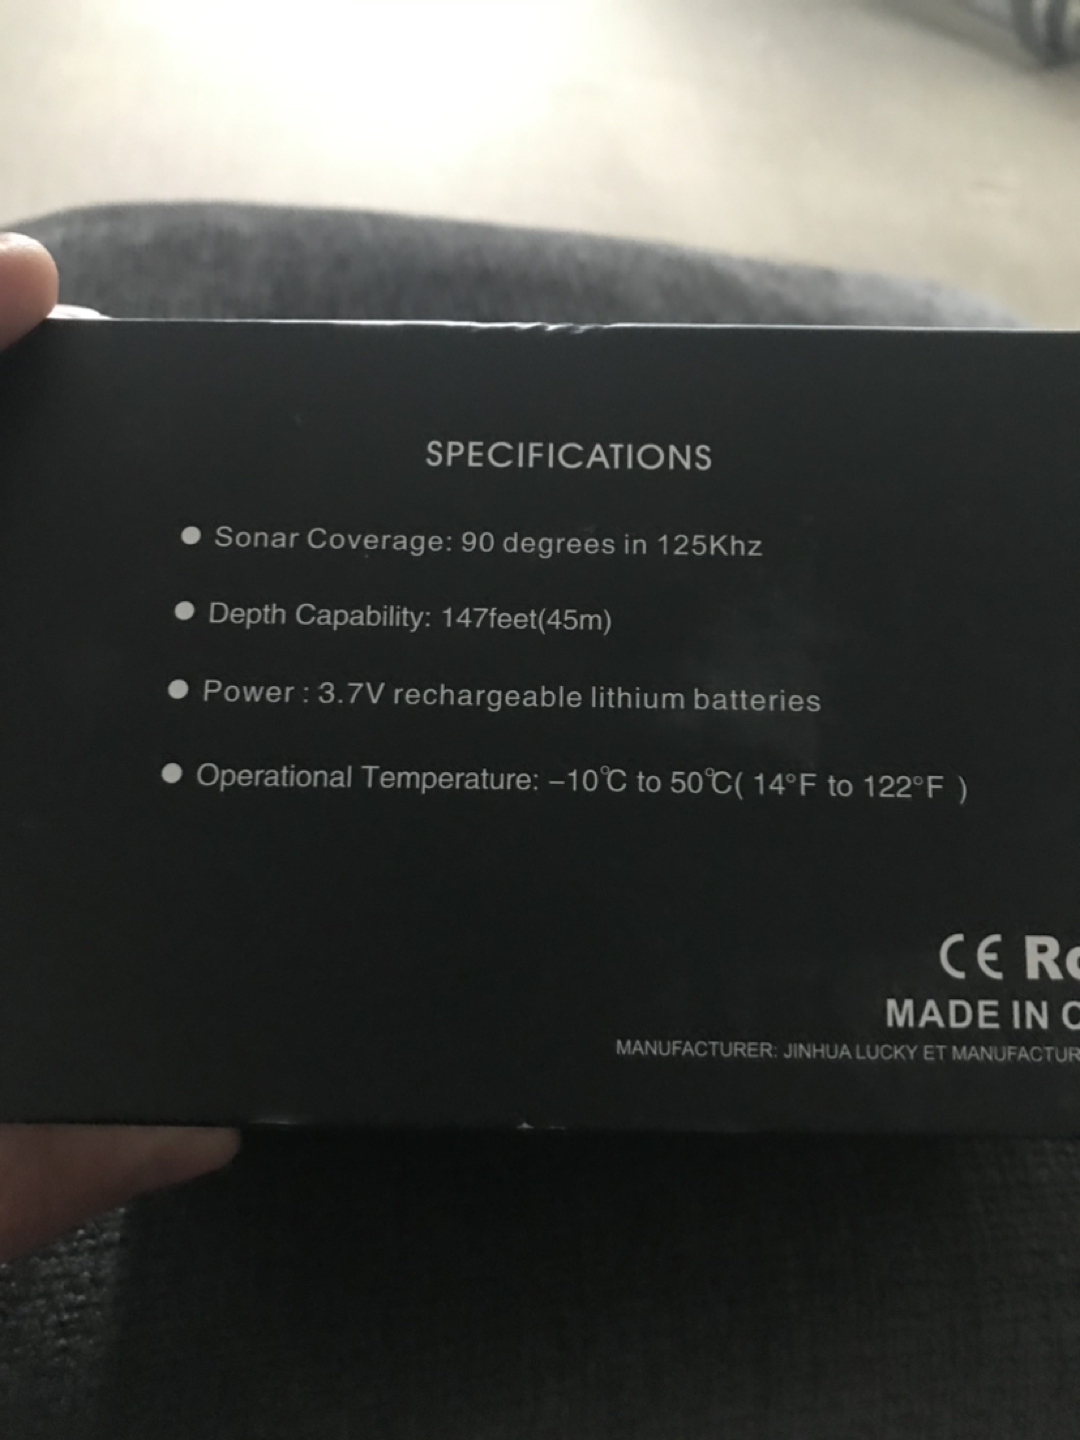 SPECIFICATIONS
● Sonar Coverage: 90 degrees in 125Khz
● Depth Capability: 147feet(45m)
● Power : 3.7V rechargeable lithium batteries
● Operational Temperature: –10℃ to 50℃( 14°F to 122°F )
CE
MADE IN
MANUFACTURER: JINHUA LUCKY ET